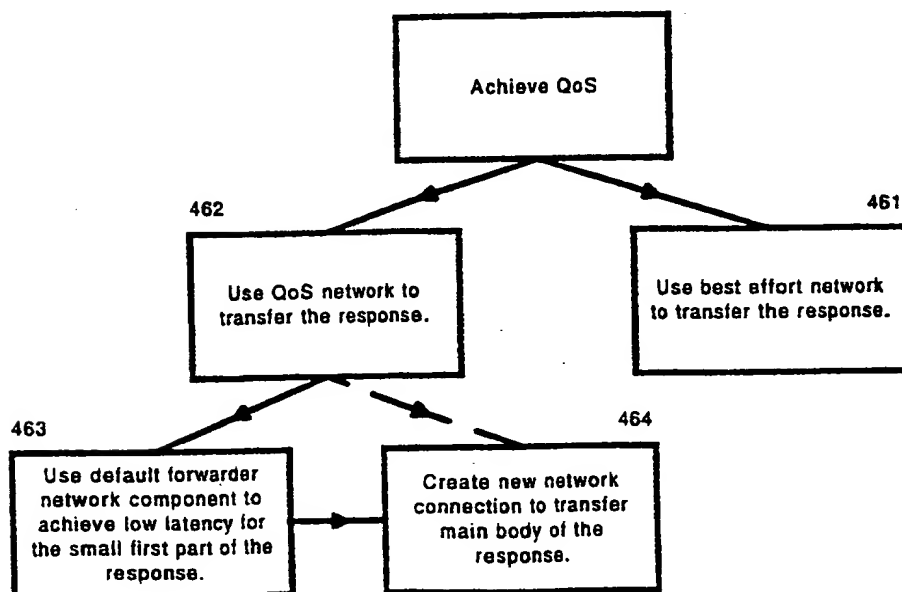 Achieve QoS
462
461
Use QoS network to
transfer the response.
Use best effort network
to transfer the response.
463
464
Use default forwarder
network component to
achieve low latency for
the small first part of the
response.
Create new network
connection to transfer
main body of the
response.